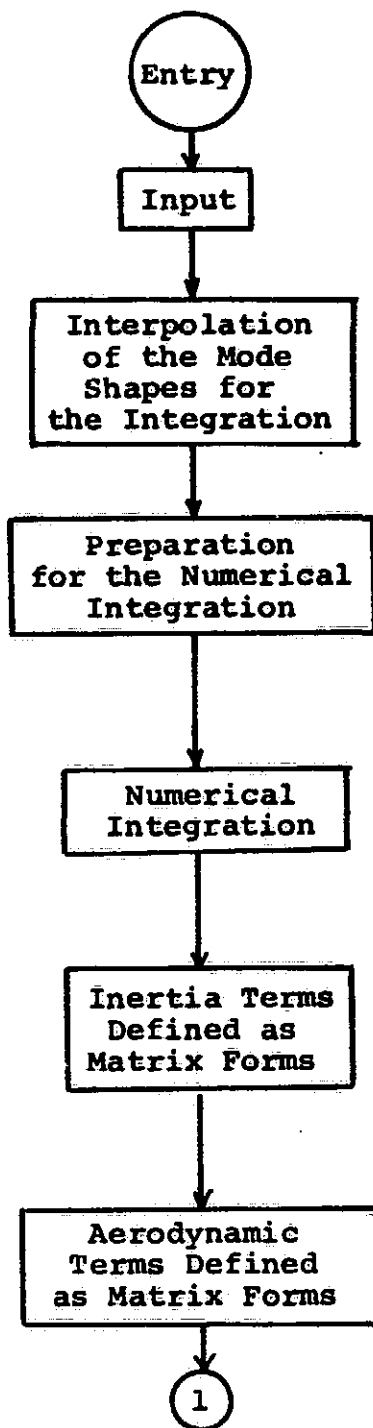 Entry
Input
Interpolation
of the Mode
Shapes for
the Integration
Preparation
for the Numerical
Integration
Numerical
Integration
Inertia Terms
Defined as
Matrix Forms
Aerodynamic
Terms Defined
as Matrix Forms
1